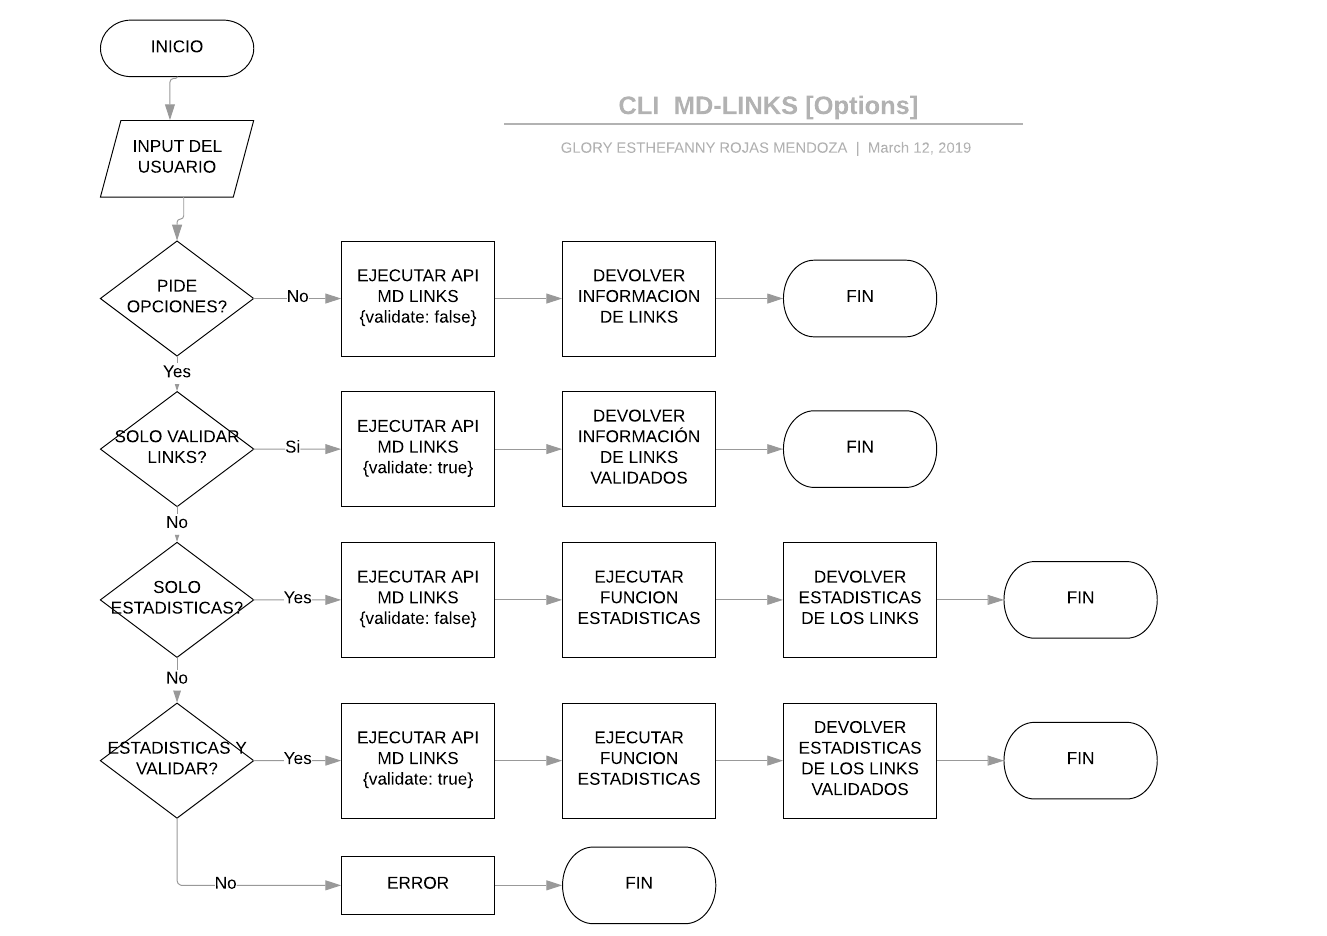 INICIO
CLI  MD-LINKS [Options]
GLORY ESTHEFANNY ROJAS MENDOZA  |  March 12, 2019
INPUT DEL
USUARIO
PIDE
OPCIONES?
No
EJECUTAR API
MD LINKS
{validate: false}
DEVOLVER
INFORMACION
DE LINKS
FIN
Yes
SOLO VALIDAR
LINKS?
Si
EJECUTAR API
MD LINKS
{validate: true}
DEVOLVER
INFORMACIÓN
DE LINKS
VALIDADOS
FIN
No
SOLO
ESTADISTICAS?
Yes
EJECUTAR API
MD LINKS
{validate: false}
EJECUTAR
FUNCION
ESTADISTICAS
DEVOLVER
ESTADISTICAS
DE LOS LINKS
FIN
No
ESTADISTICAS Y
VALIDAR?
Yes
EJECUTAR API
MD LINKS
{validate: true}
EJECUTAR
FUNCION
ESTADISTICAS
DEVOLVER
ESTADISTICAS
DE LOS LINKS
VALIDADOS
FIN
No
ERROR
FIN